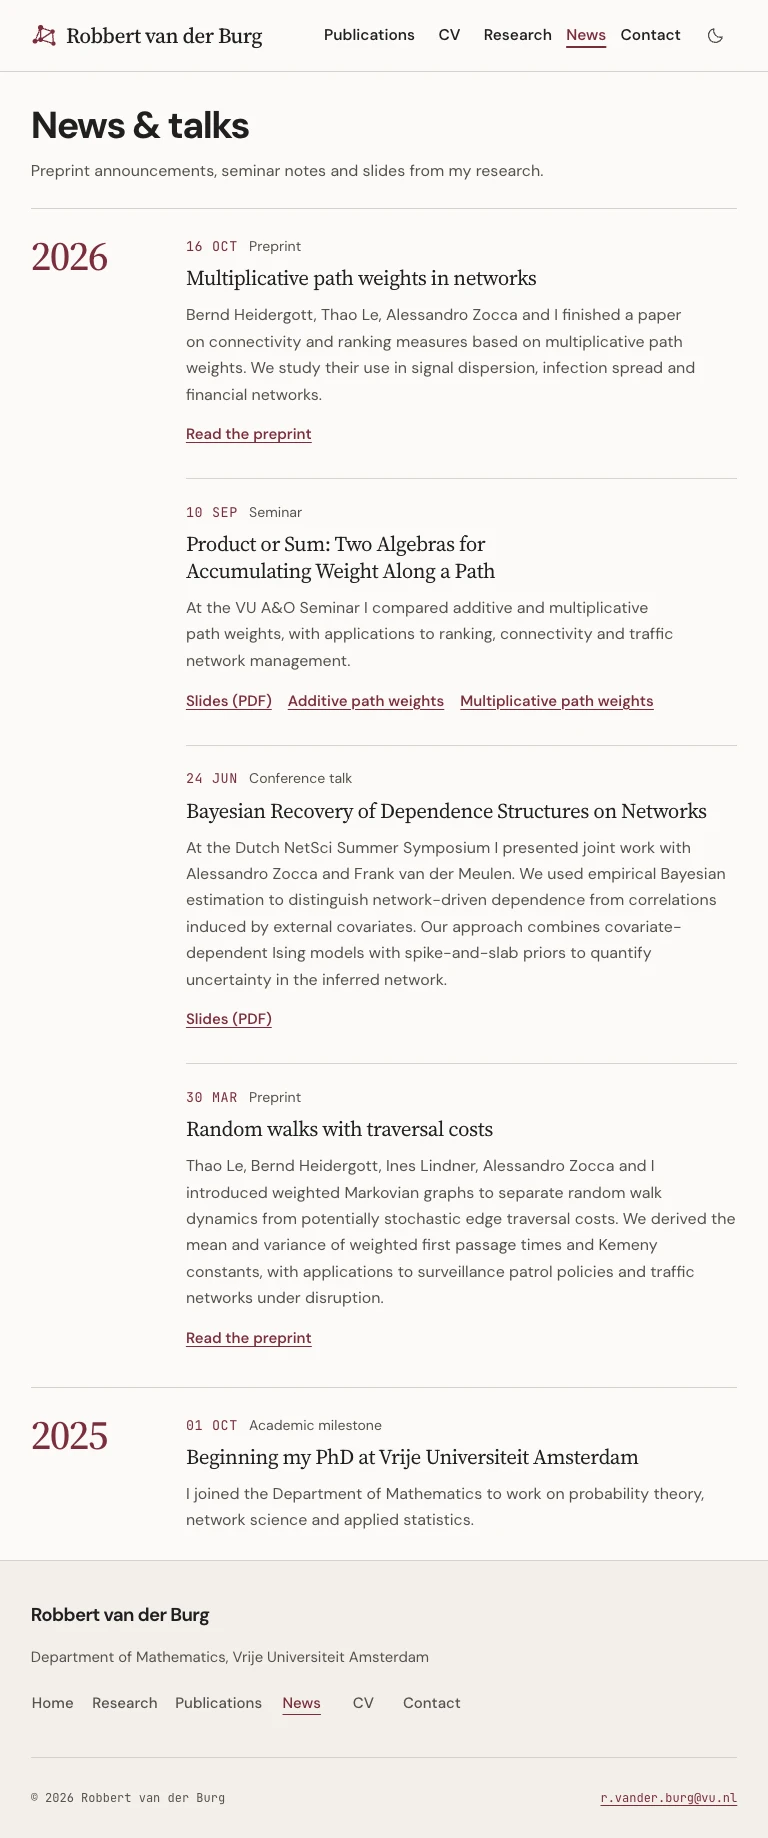 Robbert van der Burg
Publications CV Research News Contact
News & talks
Preprint announcements, seminar notes and slides from my research.
2026
16 OCT Preprint
Multiplicative path weights in networks
Bernd Heidergott, Thao Le, Alessandro Zocca and I finished a paper
on connectivity and ranking measures based on multiplicative path
weights. We study their use in signal dispersion, infection spread and
financial networks.
Read the preprint
10 SEP Seminar
Product or Sum: Two Algebras for
Accumulating Weight Along a Path
At the VU A&O Seminar I compared additive and multiplicative
path weights, with applications to ranking, connectivity and traffic
network management.
Slides (PDF) Additive path weights Multiplicative path weights
24 JUN Conference talk
Bayesian Recovery of Dependence Structures on Networks
At the Dutch NetSci Summer Symposium I presented joint work with
Alessandro Zocca and Frank van der Meulen. We used empirical Bayesian
estimation to distinguish network-driven dependence from correlations
induced by external covariates. Our approach combines covariate-
dependent Ising models with spike-and-slab priors to quantify
uncertainty in the inferred network.
Slides (PDF)
30 MAR Preprint
Random walks with traversal costs
Thao Le, Bernd Heidergott, Ines Lindner, Alessandro Zocca and I
introduced weighted Markovian graphs to separate random walk
dynamics from potentially stochastic edge traversal costs. We derived the
mean and variance of weighted first passage times and Kemeny
constants, with applications to surveillance patrol policies and traffic
networks under disruption.
Read the preprint
2025
01 OCT Academic milestone
Beginning my PhD at Vrije Universiteit Amsterdam
I joined the Department of Mathematics to work on probability theory,
network science and applied statistics.
Robbert van der Burg
Department of Mathematics, Vrije Universiteit Amsterdam
Home Research Publications News CV Contact
© 2026 Robbert van der Burg
r.vander.burg@vu.nl